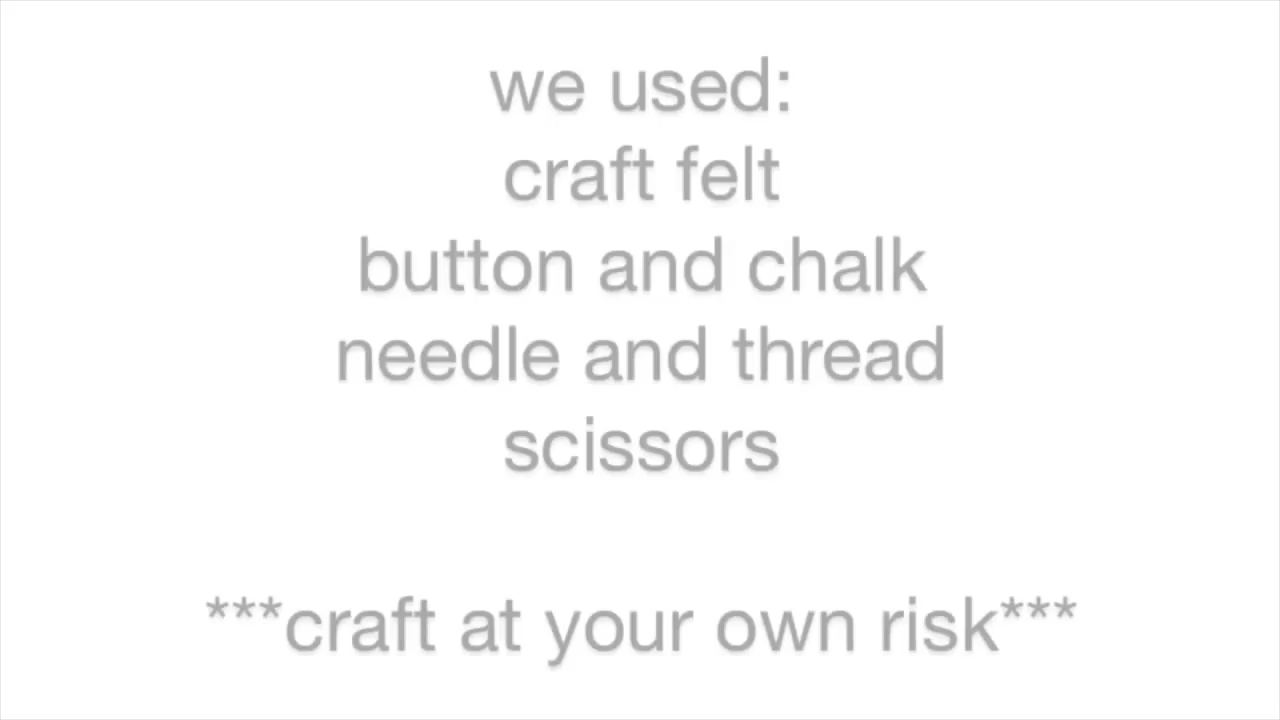 we used:
craft felt
button and chalk
needle and thread
scissors
***craft at your own risk***